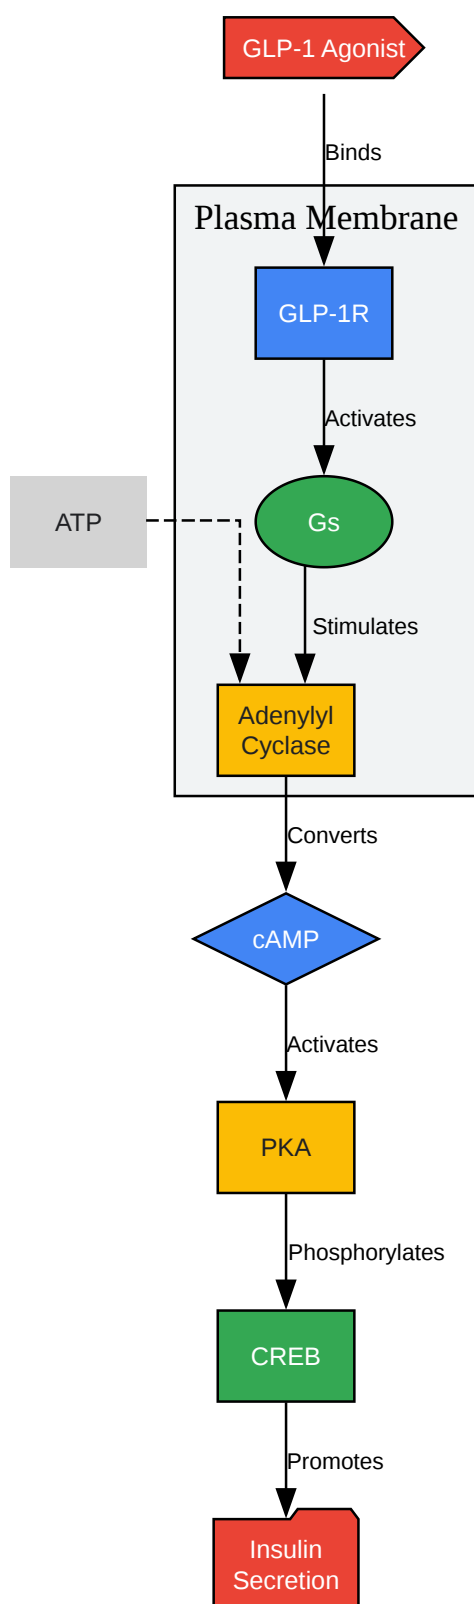 GLP-1 Agonist
Binds
Plasma Membrane
GLP-1R
Activates
ATP
Gs
Stimulates
Adenylyl
Cyclase
Converts
cAMP
Activates
PKA
Phosphorylates
CREB
Promotes
Insulin
Secretion